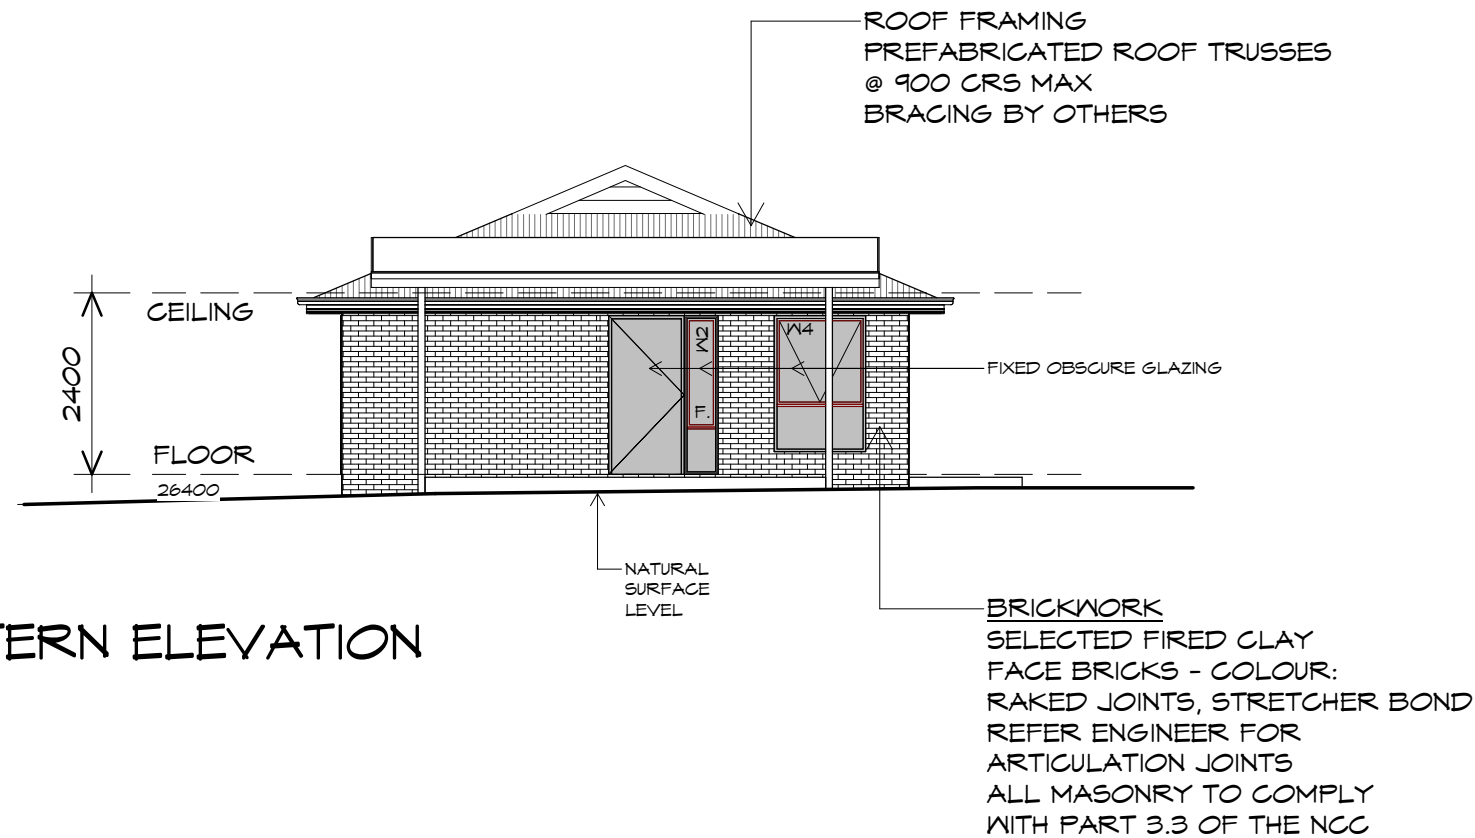 ROOF FRAMING
PREFABRICATED ROOF TRUSSES
@ 900 CRS MAX
BRACING BY OTHERS
CEILING
2400
W2
W4
FIXED OBSCURE GLAZING
F.
FLOOR
26400
NATURAL
SURFACE
LEVEL
TERN ELEVATION
BRICKWORK
SELECTED FIRED CLAY
FACE BRICKS - COLOUR:
RAKED JOINTS, STRETCHER BOND
REFER ENGINEER FOR
ARTICULATION JOINTS
ALL MASONRY TO COMPLY
WITH PART 3.3 OF THE NCC